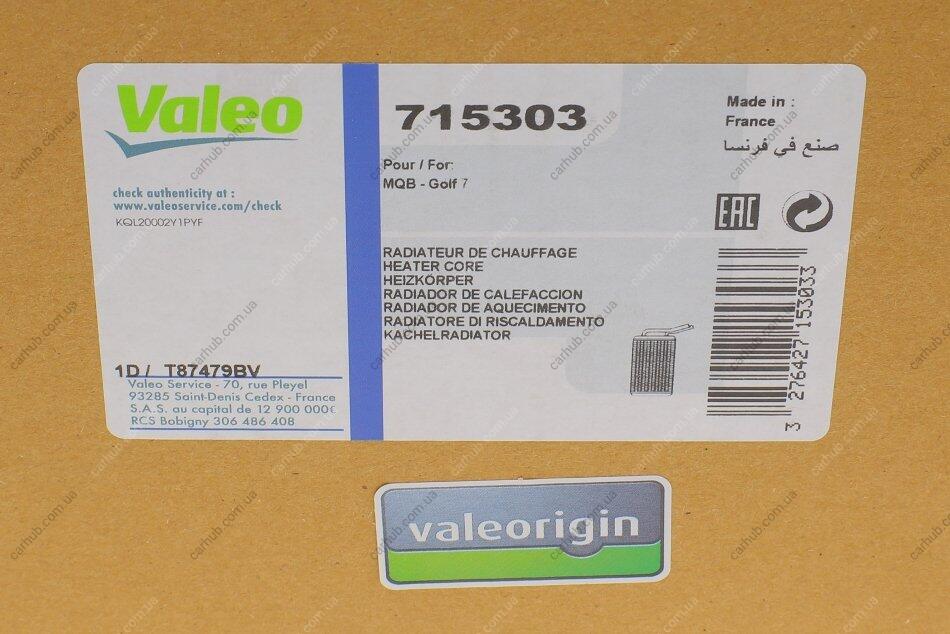 Valeo
check authenticity at :
www.valeoservice.com/check
KQL20002Y1PYF
1D / T87479BV
Valeo Service - 70, rue Pleyel
93285 Saint-Denis Cedex - France
S.A.S. au capital de 12 900 000€
RCS Bobigny 306 486 408
715303
Pour / For:
MQB - Golf 7
RADIATEUR DE CHAUFFAGE
HEATER CORE
HEIZKÖRPER
RADIADOR DE CALEFACCION
RADIADOR DE AQUECIMENTO
RADIATORE DI RISCALDAMENTO
KACHELRADIATOR
Made in :
France
صنع في فرنسا
EAC
3 276427 153033
valeorigin
carhub.com.ua